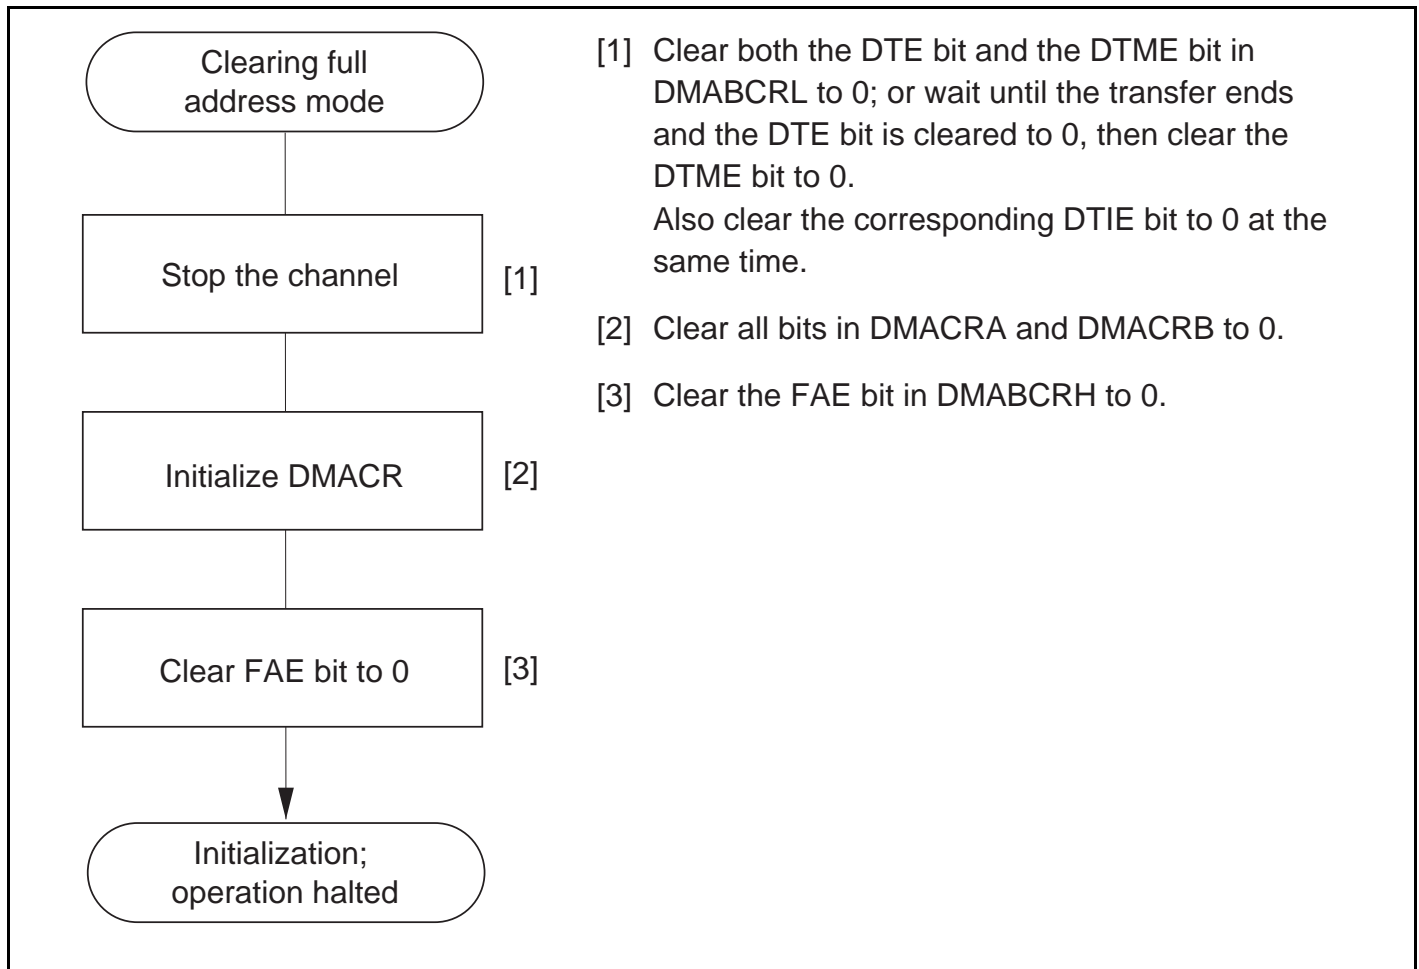 Clearing full
address mode
Stop the channel
[1]
Initialize DMACR
[2]
Clear FAE bit to 0
[3]
Initialization;
operation halted
[1] Clear both the DTE bit and the DTME bit in
DMABCRL to 0; or wait until the transfer ends
and the DTE bit is cleared to 0, then clear the
DTME bit to 0.
Also clear the corresponding DTIE bit to 0 at the
same time.
[2] Clear all bits in DMACRA and DMACRB to 0.
[3] Clear the FAE bit in DMABCRH to 0.